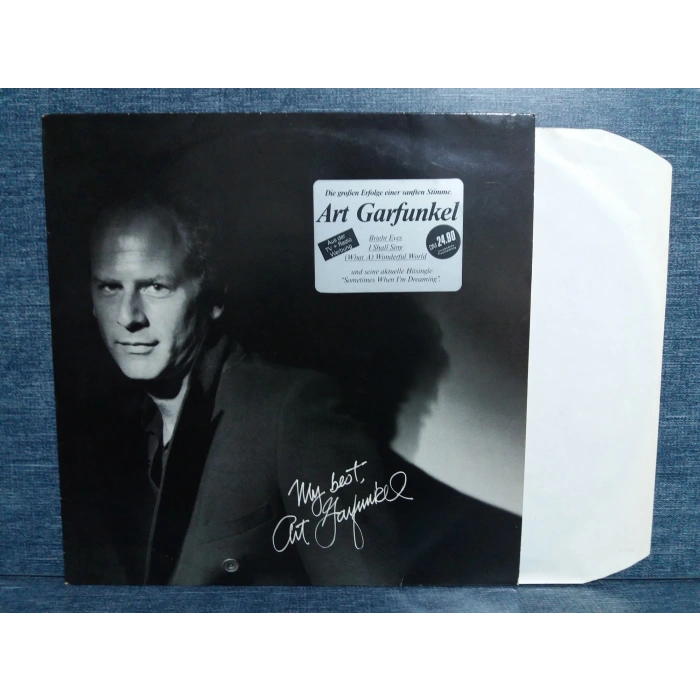 Die großen Erfolge einer sanften Stimme.
Art Garfunkel
Aus der
TV + Radio
Werbung
Bright Eyes
I Shall Sing
(What A) Wonderful World
DM 24.90
und seine aktuelle Hitsingle
"Sometimes When I'm Dreaming".
My best,
Art Garfunkel